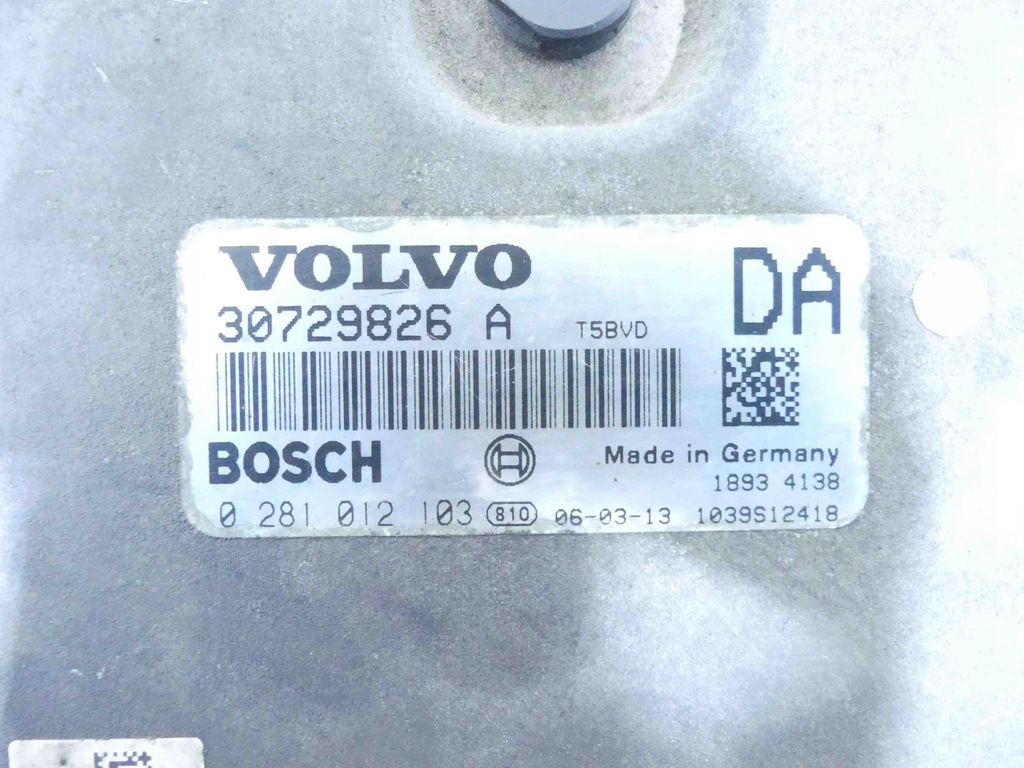 VOLVO DA
30729826 A T5BVD
BOSCH Made in Germany
1893 4138
0 281 012 103 810 06-03-13 1039S12418